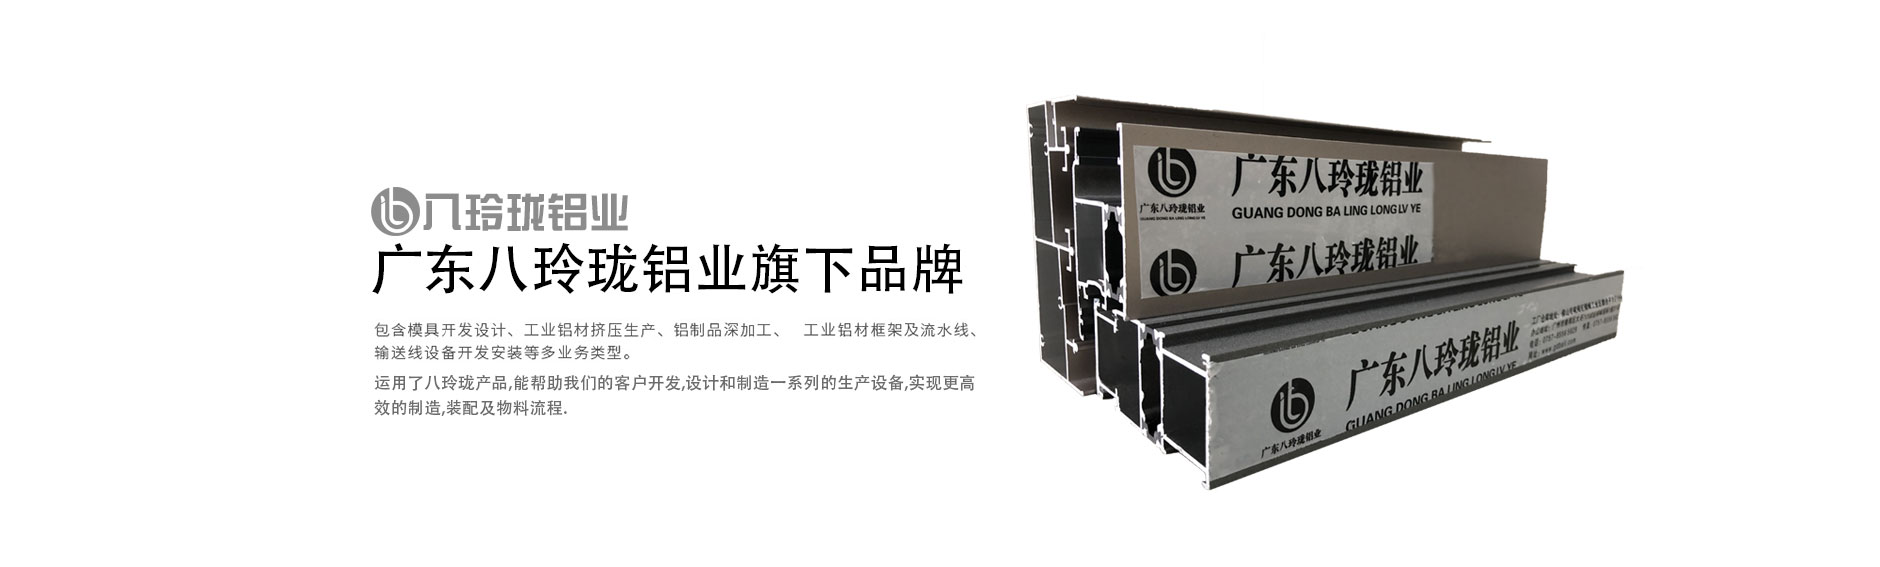 八玲珑铝业
广东八玲珑铝业旗下品牌
包含模具开发设计、工业铝材挤压生产、铝制品深加工、 工业铝材框架及流水线、
输送线设备开发安装等多业务类型。
运用了八玲珑产品,能帮助我们的客户开发,设计和制造一系列的生产设备,实现更高
效的制造,装配及物料流程.
广东八玲珑铝业
GUANG DONG BA LING LONG LV YE
广东八玲珑铝业
GUANG DONG BA LING LONG LV YE
广东八玲珑铝业
广东八玲珑铝业
GUANG DONG BA LING LONG LV YE
广东八玲珑铝业